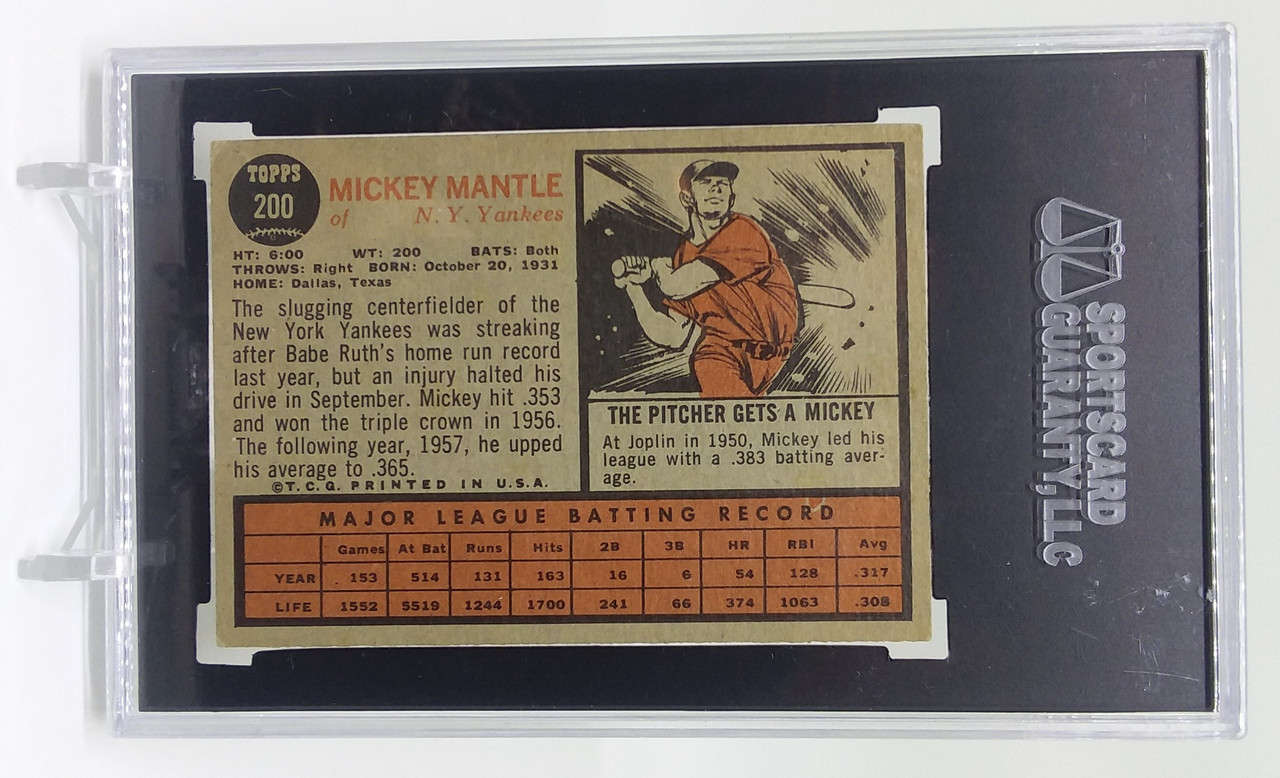 TOPPS
200
MICKEY MANTLE
of N. Y. Yankees
HT: 6:00 WT: 200 BATS: Both
THROWS: Right BORN: October 20, 1931
HOME: Dallas, Texas
The slugging centerfielder of the
New York Yankees was streaking
after Babe Ruth's home run record
last year, but an injury halted his
drive in September. Mickey hit .353
and won the triple crown in 1956.
The following year, 1957, he upped
his average to .365.
©T.C.G. PRINTED IN U.S.A.
THE PITCHER GETS A MICKEY
At Joplin in 1950, Mickey led his
league with a .383 batting aver-
age.
MAJOR LEAGUE BATTING RECORD
Games At Bat Runs Hits 2B 3B HR RBI Avg
YEAR 153 514 131 163 16 6 54 128 .317
LIFE 1552 5519 1244 1700 241 66 374 1063 .308
SPORTSCARD
GUARANTY, LLC